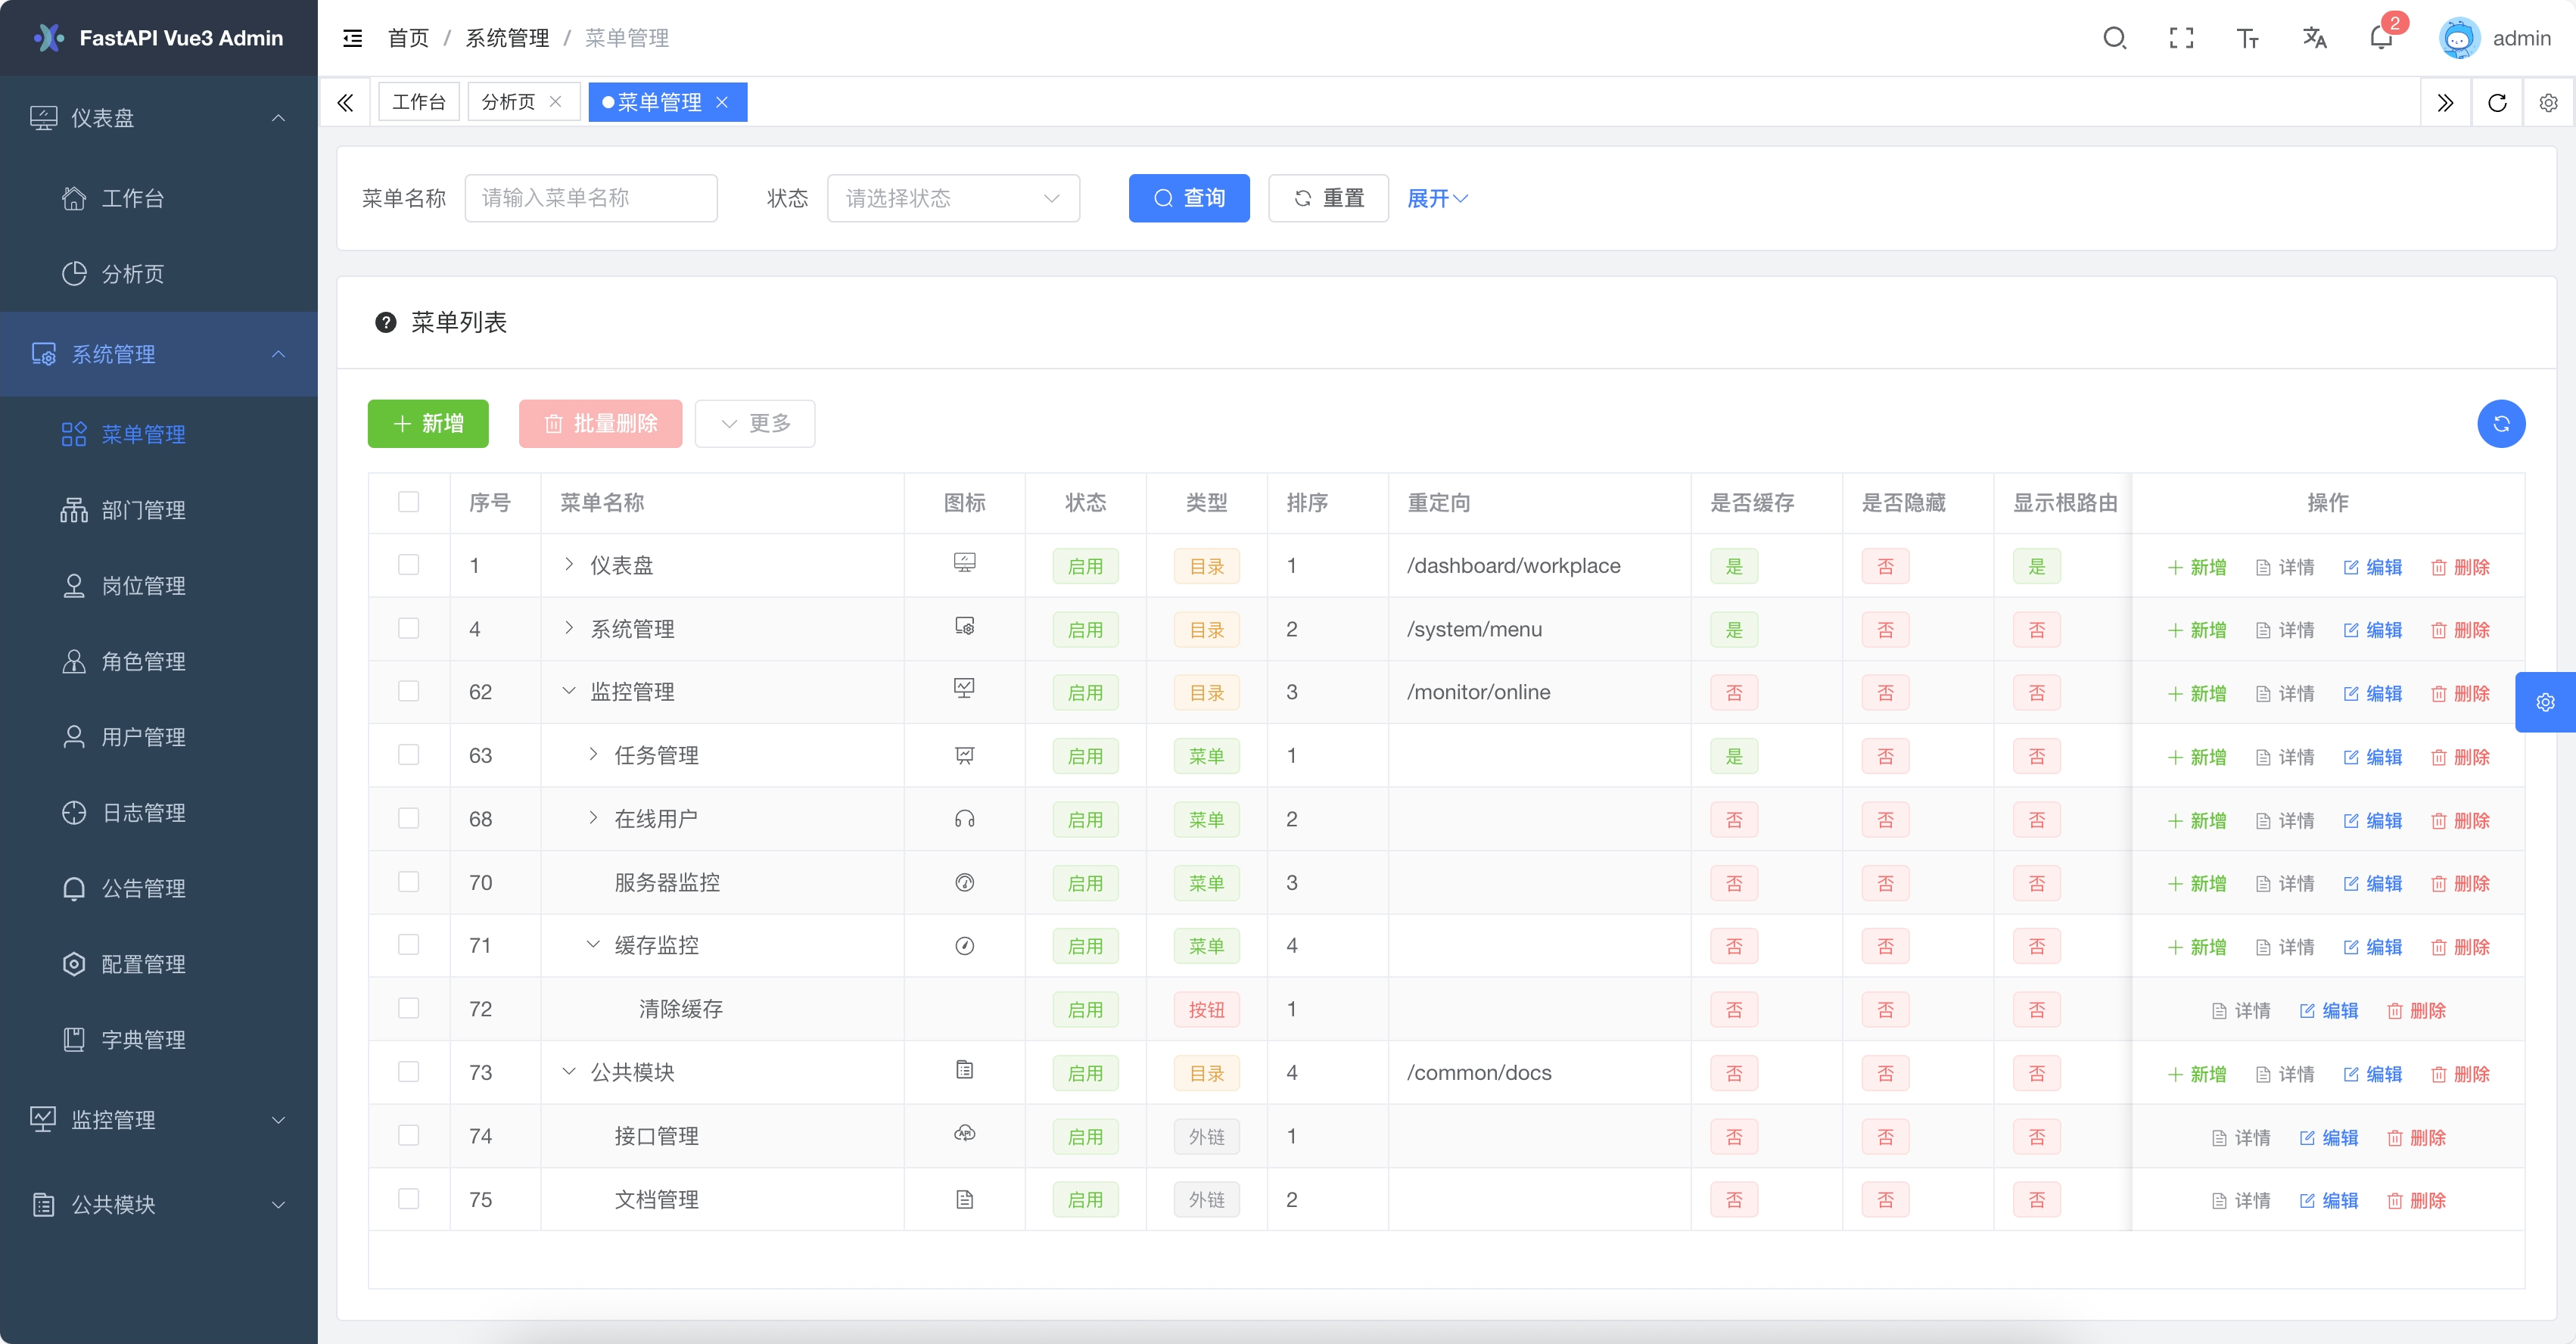 FastAPI Vue3 Admin
首页 / 系统管理 / 菜单管理
2
admin
工作台 分析页 菜单管理
仪表盘
工作台
分析页
系统管理
菜单管理
部门管理
岗位管理
角色管理
用户管理
日志管理
公告管理
配置管理
字典管理
监控管理
公共模块
菜单名称 请输入菜单名称 状态 请选择状态 查询 重置 展开
菜单列表
新增 批量删除 更多
序号 菜单名称 图标 状态 类型 排序 重定向 是否缓存 是否隐藏 显示根路由 操作
1 仪表盘 启用 目录 1 /dashboard/workplace 是 否 是 新增 详情 编辑 删除
4 系统管理 启用 目录 2 /system/menu 是 否 否 新增 详情 编辑 删除
62 监控管理 启用 目录 3 /monitor/online 否 否 否 新增 详情 编辑 删除
63 任务管理 启用 菜单 1 是 否 否 新增 详情 编辑 删除
68 在线用户 启用 菜单 2 否 否 否 新增 详情 编辑 删除
70 服务器监控 启用 菜单 3 否 否 否 新增 详情 编辑 删除
71 缓存监控 启用 菜单 4 否 否 否 新增 详情 编辑 删除
72 清除缓存 启用 按钮 1 否 否 否 详情 编辑 删除
73 公共模块 启用 目录 4 /common/docs 否 否 否 新增 详情 编辑 删除
74 接口管理 API 启用 外链 1 否 否 否 详情 编辑 删除
75 文档管理 启用 外链 2 否 否 否 详情 编辑 删除